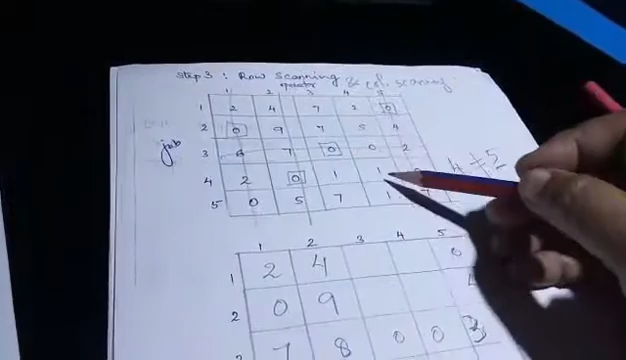 Step 3 : Row Scanning & col. scanning
operator
1 2 3 4 5
1 2 4 7 2 0
2 0 9 7 5 4
job
3 8 7 0 0 2
4 2 0 1 1
4 ≠ 5
5 0 5 7 1
1 2 3 4 5
1 2 4 0
2 0 9
7 8 0 0 3